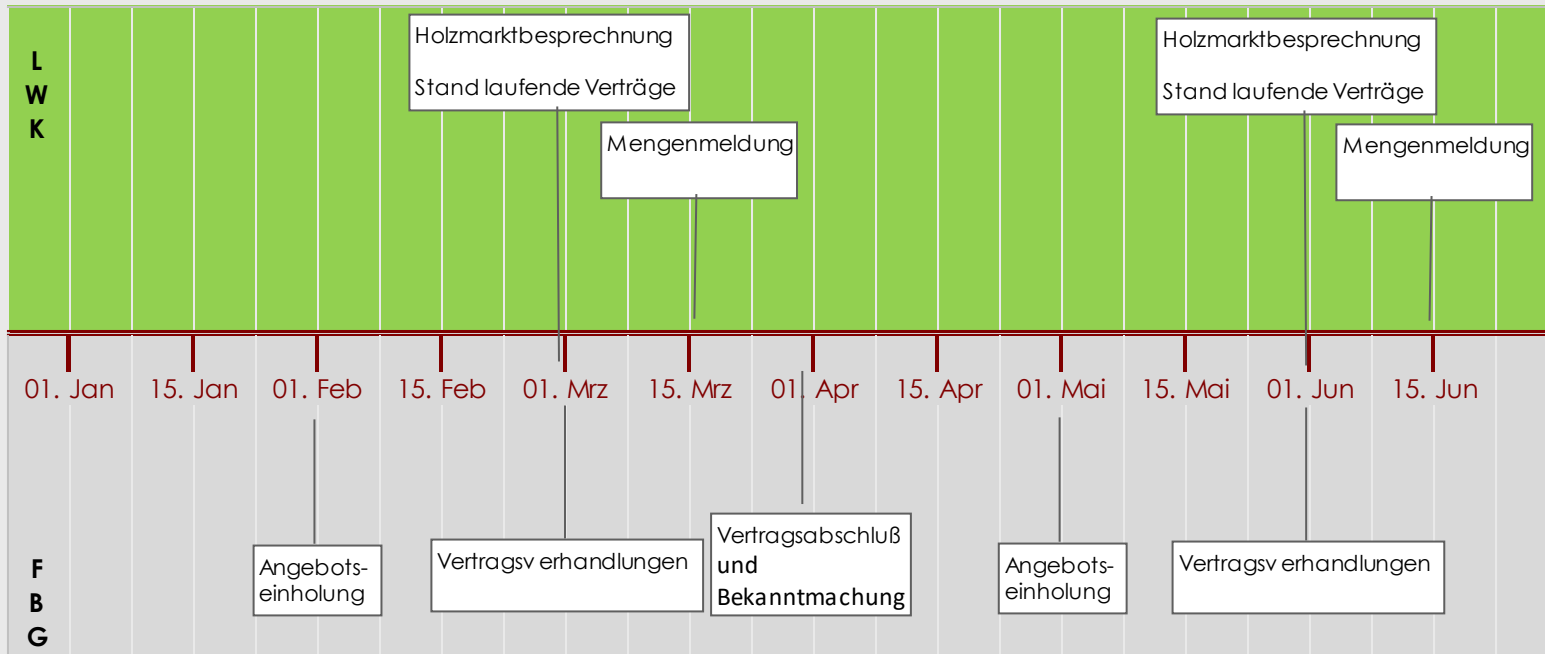 L
W
K
Holzmarktbesprechnung
Stand laufende Verträge
Mengenmeldung
Holzmarktbesprechnung
Stand laufende Verträge
Mengenmeldung
01. Jan
15. Jan
01. Feb
15. Feb
01. Mrz
15. Mrz
01. Apr
15. Apr
01. Mai
15. Mai
01. Jun
15. Jun
F
B
G
Angebots-
einholung
Vertragsv erhandlungen
Vertragsabschluß
und
Bekanntmachung
Angebots-
einholung
Vertragsv erhandlungen